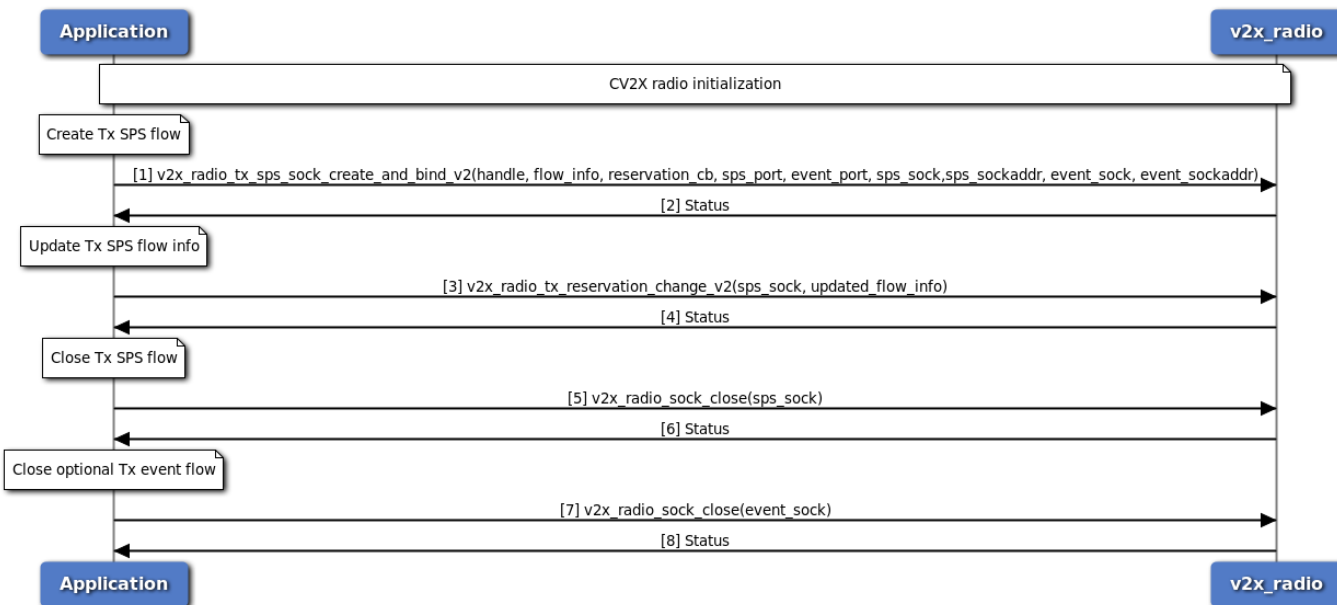 Application
v2x_radio
CV2X radio initialization
Create Tx SPS flow
[1] v2x_radio_tx_sps_sock_create_and_bind_v2(handle, flow_info, reservation_cb, sps_port, event_port, sps_sock,sps_sockaddr, event_sock, event_sockaddr)
[2] Status
Update Tx SPS flow info
[3] v2x_radio_tx_reservation_change_v2(sps_sock, updated_flow_info)
[4] Status
Close Tx SPS flow
[5] v2x_radio_sock_close(sps_sock)
[6] Status
Close optional Tx event flow
[7] v2x_radio_sock_close(event_sock)
[8] Status
Application
v2x_radio